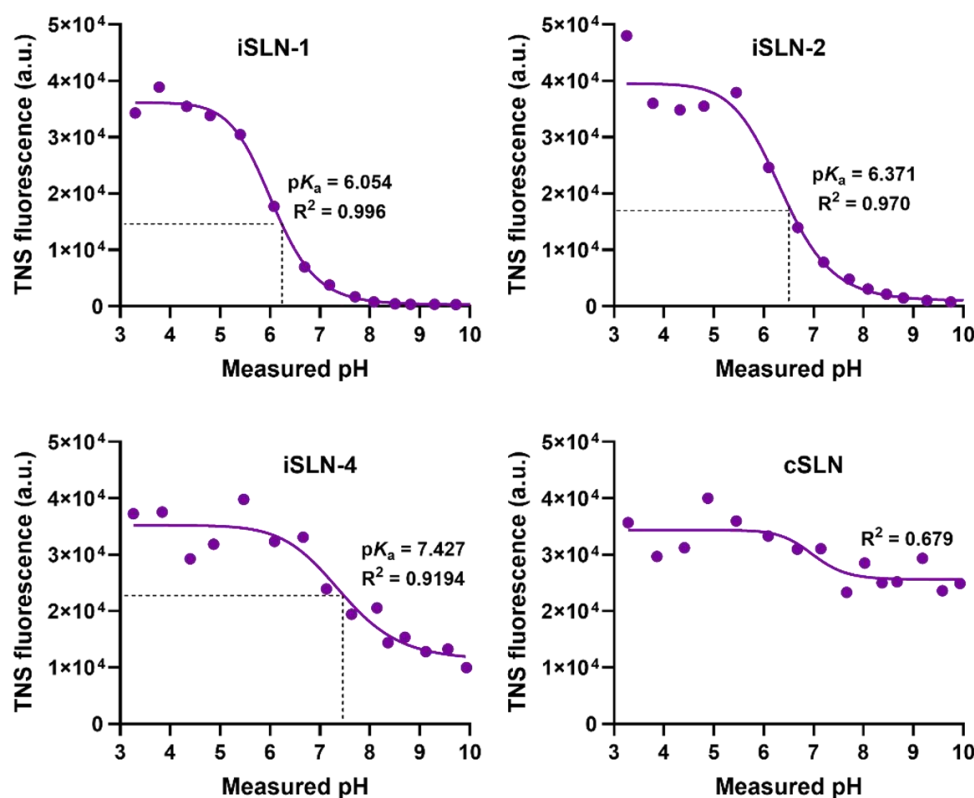 iSLN-1
TNS fluorescence (a.u.)
5×10⁴
4×10⁴
3×10⁴
2×10⁴
1×10⁴
0
pKₐ = 6.054
R² = 0.996
3 4 5 6 7 8 9 10
Measured pH
iSLN-2
TNS fluorescence (a.u.)
5×10⁴
4×10⁴
3×10⁴
2×10⁴
1×10⁴
0
pKₐ = 6.371
R² = 0.970
3 4 5 6 7 8 9 10
Measured pH
iSLN-4
TNS fluorescence (a.u.)
5×10⁴
4×10⁴
3×10⁴
2×10⁴
1×10⁴
0
pKₐ = 7.427
R² = 0.9194
3 4 5 6 7 8 9 10
Measured pH
cSLN
TNS fluorescence (a.u.)
5×10⁴
4×10⁴
3×10⁴
2×10⁴
1×10⁴
0
R² = 0.679
3 4 5 6 7 8 9 10
Measured pH